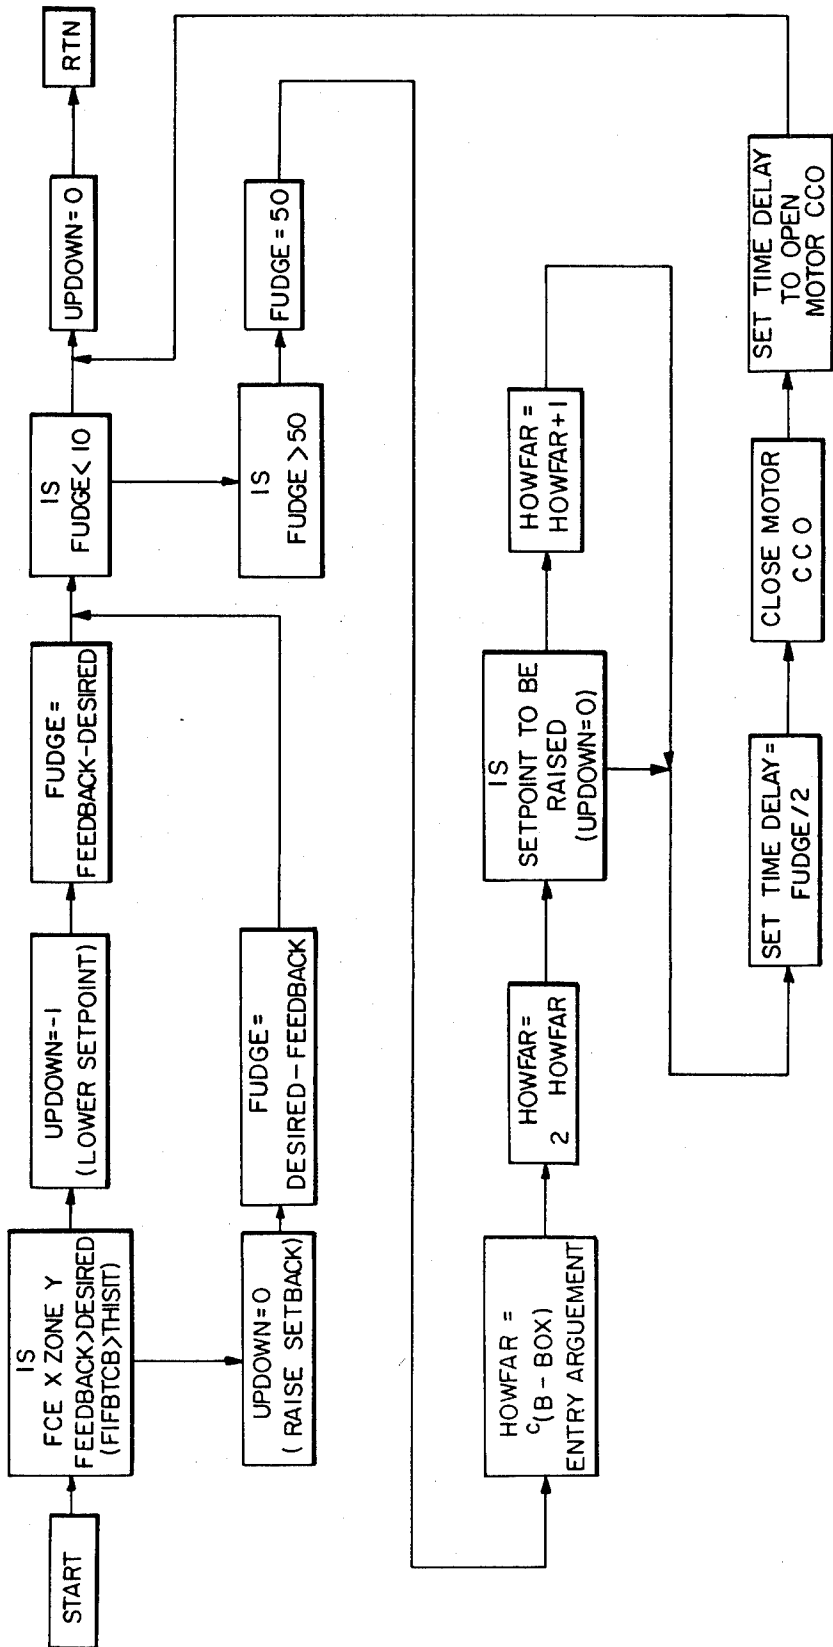 START
IS
FCE X ZONE Y
FEEDBACK>DESIRED
(FIFBTCB>THISIT)
UPDOWN=-1
(LOWER SETPOINT)
FUDGE=
FEEDBACK-DESIRED
IS
FUDGE<10
UPDOWN=0
RTN
UPDOWN=0
(RAISE SETBACK)
FUDGE=
DESIRED-FEEDBACK
IS
FUDGE>50
FUDGE=50
HOWFAR=
C(B-BOX)
ENTRY ARGUEMENT
HOWFAR=
2 HOWFAR
IS
SETPOINT TO BE
RAISED
(UPDOWN=0)
HOWFAR=
HOWFAR+1
SET TIME DELAY=
FUDGE/2
CLOSE MOTOR
CCO
SET TIME DELAY
TO OPEN
MOTOR CCO